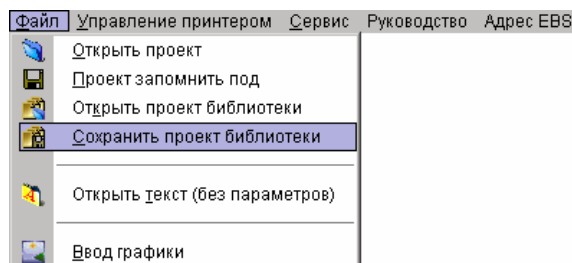 Файл Управление принтером Сервис Руководство Адрес EBS
Открыть проект
Проект запомнить под
Открыть проект библиотеки
Сохранить проект библиотеки
Открыть текст (без параметров)
Ввод графики